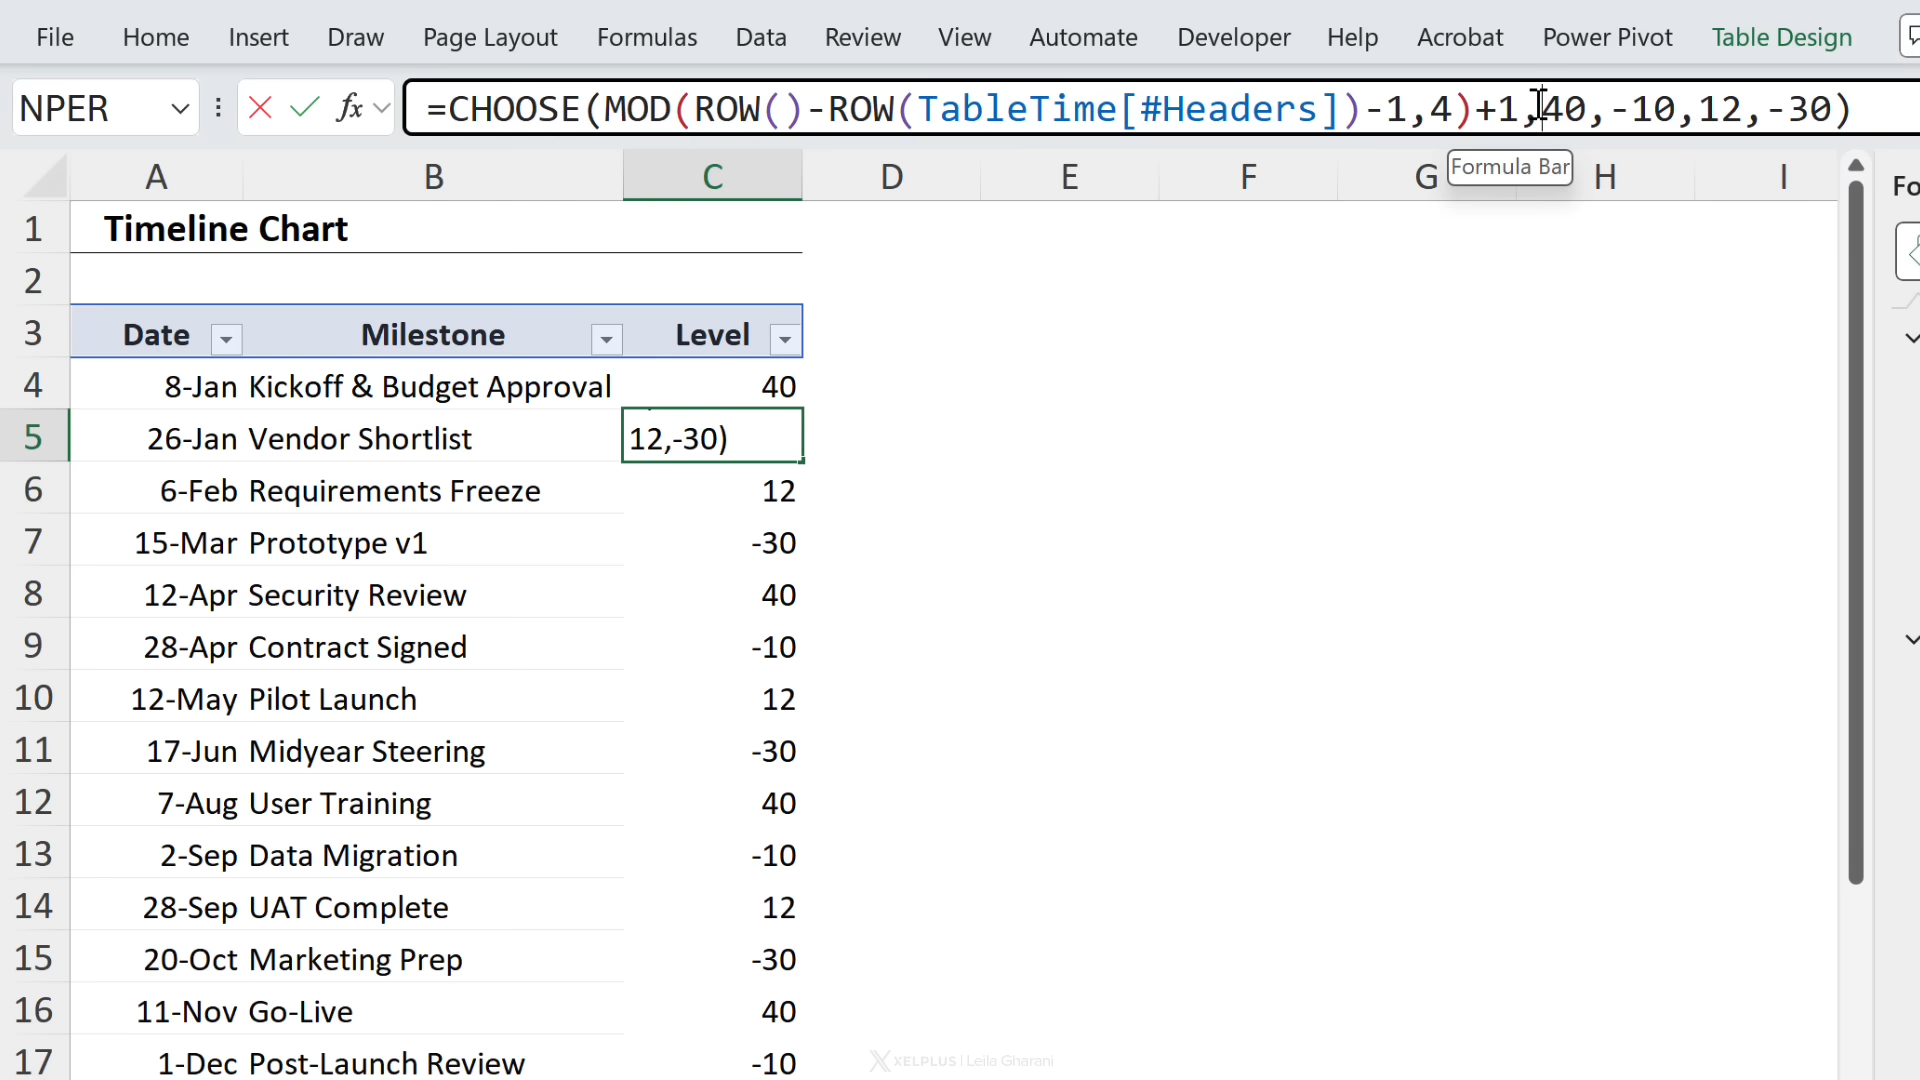 File Home Insert Draw Page Layout Formulas Data Review View Automate Developer Help Acrobat Power Pivot Table Design
NPER fx =CHOOSE(MOD(ROW()-ROW(TableTime[#Headers])-1,4)+1,40,-10,12,-30)
Formula Bar
A B C D E F G H I
Fo
1 Timeline Chart
2
3 Date Milestone Level
4 8-Jan Kickoff & Budget Approval 40
5 26-Jan Vendor Shortlist 12,-30)
6 6-Feb Requirements Freeze 12
7 15-Mar Prototype v1 -30
8 12-Apr Security Review 40
9 28-Apr Contract Signed -10
10 12-May Pilot Launch 12
11 17-Jun Midyear Steering -30
12 7-Aug User Training 40
13 2-Sep Data Migration -10
14 28-Sep UAT Complete 12
15 20-Oct Marketing Prep -30
16 11-Nov Go-Live 40
17 1-Dec Post-Launch Review -10
XELPLUS | Leila Gharani